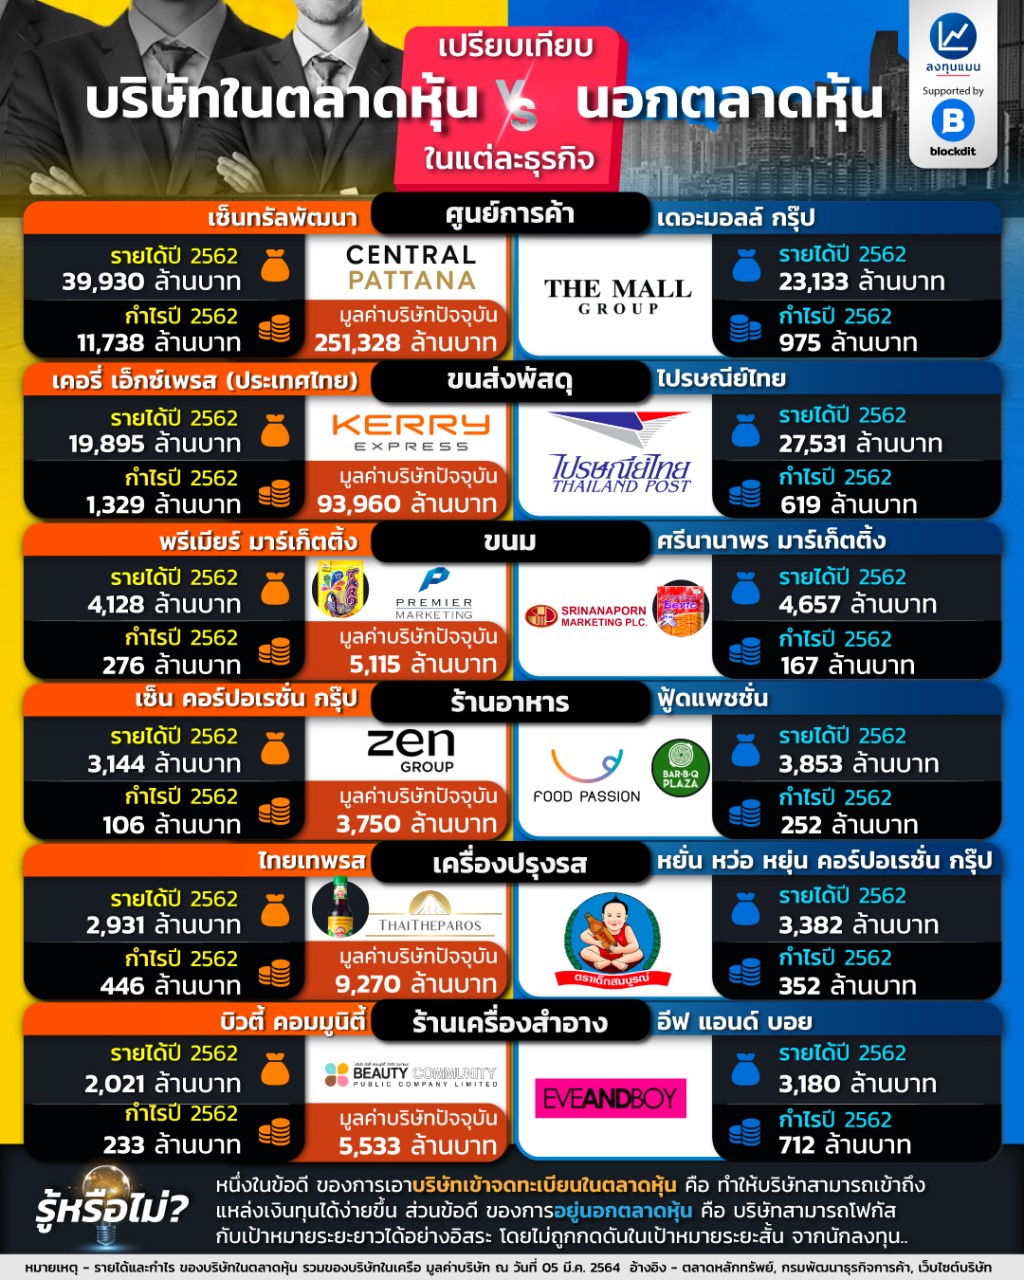 เปรียบเทียบ
บริษัทในตลาดหุ้น VS นอกตลาดหุ้น
ในแต่ละธุรกิจ
ลงทุนแมน
Supported by
blockdit
เซ็นทรัลพัฒนา
ศูนย์การค้า
เดอะมอลล์ กรุ๊ป
รายได้ปี 2562
39,930 ล้านบาท
กำไรปี 2562
11,738 ล้านบาท
CENTRAL
PATTANA
มูลค่าบริษัทปัจจุบัน
251,328 ล้านบาท
THE MALL
GROUP
รายได้ปี 2562
23,133 ล้านบาท
กำไรปี 2562
975 ล้านบาท
เคอรี่ เอ็กซ์เพรส (ประเทศไทย)
ขนส่งพัสดุ
ไปรษณีย์ไทย
รายได้ปี 2562
19,895 ล้านบาท
กำไรปี 2562
1,329 ล้านบาท
KERRY
EXPRESS
มูลค่าบริษัทปัจจุบัน
93,960 ล้านบาท
ไปรษณีย์ไทย
THAILAND POST
รายได้ปี 2562
27,531 ล้านบาท
กำไรปี 2562
619 ล้านบาท
พรีเมียร์ มาร์เก็ตติ้ง
ขนม
ศรีนานาพร มาร์เก็ตติ้ง
รายได้ปี 2562
4,128 ล้านบาท
กำไรปี 2562
276 ล้านบาท
TARO
PREMIER
MARKETING
มูลค่าบริษัทปัจจุบัน
5,115 ล้านบาท
SRINANAPORN
MARKETING PLC.
รายได้ปี 2562
4,657 ล้านบาท
กำไรปี 2562
167 ล้านบาท
เซ็น คอร์ปอเรชั่น กรุ๊ป
ร้านอาหาร
ฟู้ดแพชชั่น
รายได้ปี 2562
3,144 ล้านบาท
กำไรปี 2562
106 ล้านบาท
zen
GROUP
มูลค่าบริษัทปัจจุบัน
3,750 ล้านบาท
FOOD PASSION
BAR·B·Q
PLAZA
รายได้ปี 2562
3,853 ล้านบาท
กำไรปี 2562
252 ล้านบาท
ไทยเทพรส
เครื่องปรุงรส
หยั่น หว่อ หยุ่น คอร์ปอเรชั่น กรุ๊ป
รายได้ปี 2562
2,931 ล้านบาท
กำไรปี 2562
446 ล้านบาท
THAITHEPAROS
มูลค่าบริษัทปัจจุบัน
9,270 ล้านบาท
ตราเด็กสมบูรณ์
รายได้ปี 2562
3,382 ล้านบาท
กำไรปี 2562
352 ล้านบาท
บิวตี้ คอมมูนิตี้
ร้านเครื่องสำอาง
อีฟ แอนด์ บอย
รายได้ปี 2562
2,021 ล้านบาท
กำไรปี 2562
233 ล้านบาท
BEAUTY COMMUNITY
PUBLIC COMPANY LIMITED
มูลค่าบริษัทปัจจุบัน
5,533 ล้านบาท
EVEANDBOY
รายได้ปี 2562
3,180 ล้านบาท
กำไรปี 2562
712 ล้านบาท
รู้หรือไม่?
หนึ่งในข้อดี ของการเอาบริษัทเข้าจดทะเบียนในตลาดหุ้น คือ ทำให้บริษัทสามารถเข้าถึง
แหล่งเงินทุนได้ง่ายขึ้น ส่วนข้อดี ของการอยู่นอกตลาดหุ้น คือ บริษัทสามารถโฟกัส
กับเป้าหมายระยะยาวได้อย่างอิสระ โดยไม่ถูกกดดันในเป้าหมายระยะสั้น จากนักลงทุน..
หมายเหตุ - รายได้และกำไร ของบริษัทในตลาดหุ้น รวมของบริษัทในเครือ มูลค่าบริษัท ณ วันที่ 05 มี.ค. 2564 อ้างอิง - ตลาดหลักทรัพย์, กรมพัฒนาธุรกิจการค้า, เว็บไซต์บริษัท